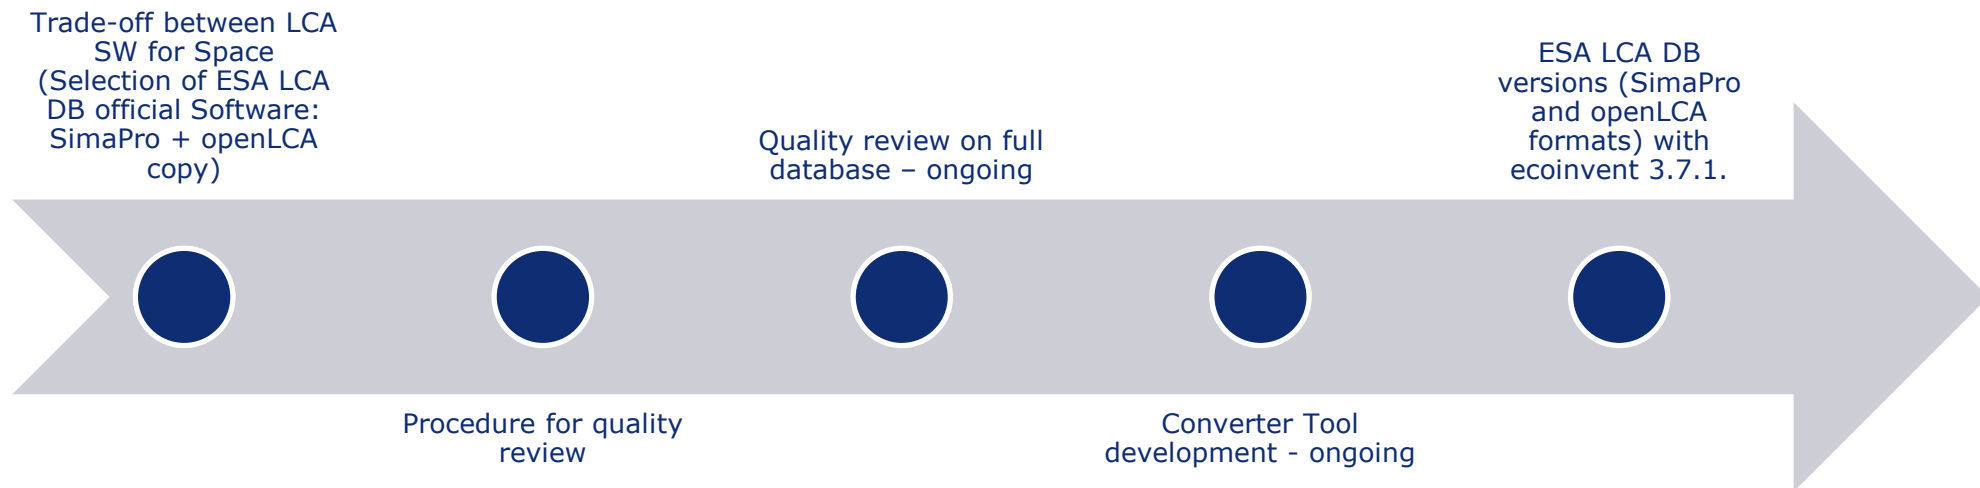 Trade-off between LCA
SW for Space
(Selection of ESA LCA
DB official Software:
SimaPro + openLCA
copy)
Procedure for quality
review
Quality review on full
database – ongoing
Converter Tool
development - ongoing
ESA LCA DB
versions (SimaPro
and openLCA
formats) with
ecoinvent 3.7.1.